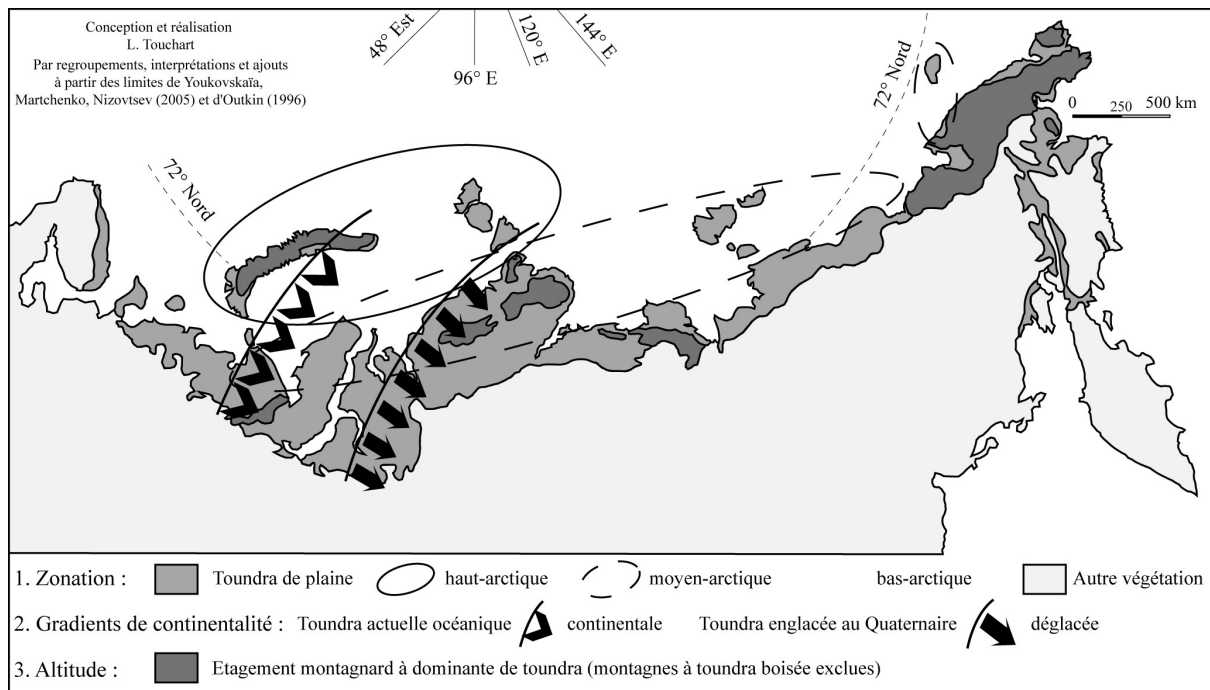 Conception et réalisation
L. Touchart
Par regroupements, interprétations et ajouts
à partir des limites de Youkovskaïa,
Martchenko, Nizovtsev (2005) et d'Outkin (1996)
48° Est
96° E
120° E
144° E
72° Nord
72° Nord
0 250 500 km
1. Zonation : Toundra de plaine haut-arctique moyen-arctique bas-arctique Autre végétation
2. Gradients de continentalité : Toundra actuelle océanique continentale Toundra englacée au Quaternaire déglacée
3. Altitude : Etagement montagnard à dominante de toundra (montagnes à toundra boisée exclues)